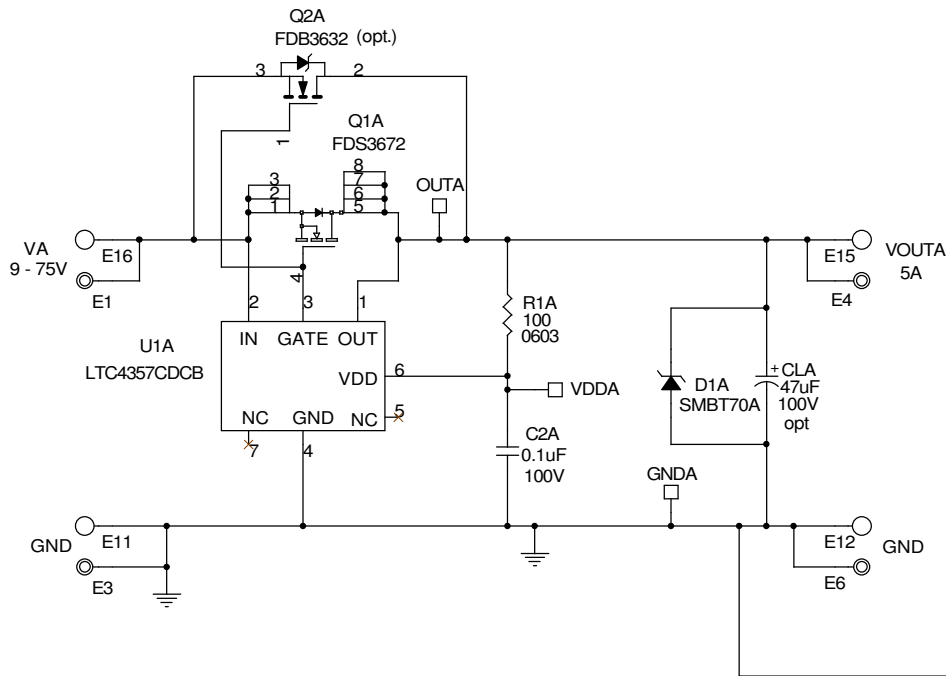 Q2A
FDB3632 (opt.)
3
2
1
Q1A
FDS3672
3
2
1
8
7
6
5
4
OUTA
VA
9 - 75V
E16
E1
E15
E4
VOUTA
5A
2
3
1
IN GATE OUT
U1A
LTC4357CDCB
VDD
6
NC
GND
NC
5
7
4
R1A
100
0603
VDDA
C2A
0.1uF
100V
D1A
SMBT70A
+
CLA
47uF
100V
opt
GNDA
GND
E11
E3
E12
E6
GND